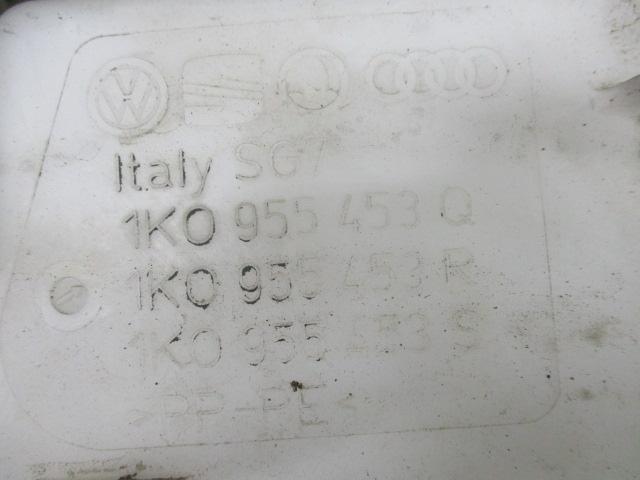 Italy SG7
1K0 955 453 Q
1K0 955 453 R
1K0 955 453 S
>PP-PE<